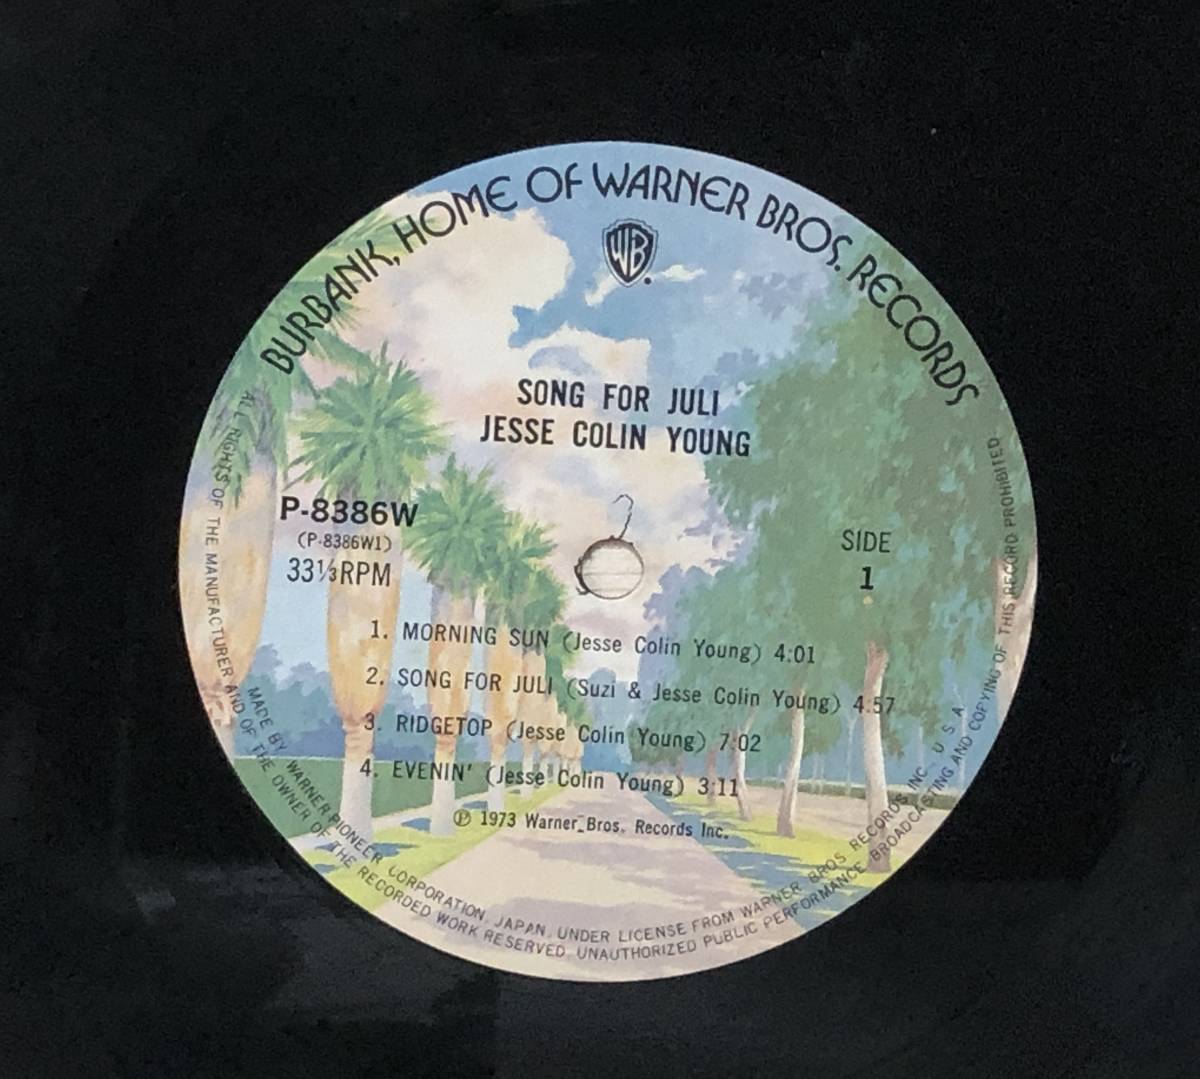 BURBANK, HOME OF WARNER BROS. RECORDS
WB
SONG FOR JULI
JESSE COLIN YOUNG
P-8386W
(P-8386W1)
33⅓RPM
SIDE
1
1. MORNING SUN (Jesse Colin Young) 4:01
2. SONG FOR JULI (Suzi & Jesse Colin Young) 4:57
3. RIDGETOP (Jesse Colin Young) 7:02
4. EVENIN' (Jesse Colin Young) 3:11
Ⓟ 1973 Warner Bros. Records Inc.
MADE BY WARNER-PIONEER CORPORATION, JAPAN, UNDER LICENSE FROM WARNER BROS RECORDS INC., U S A
ALL RIGHTS OF THE MANUFACTURER AND OF THE OWNER OF THE RECORDED WORK RESERVED UNAUTHORIZED PUBLIC PERFORMANCE BROADCASTING AND COPYING OF THIS RECORD PROHIBITED